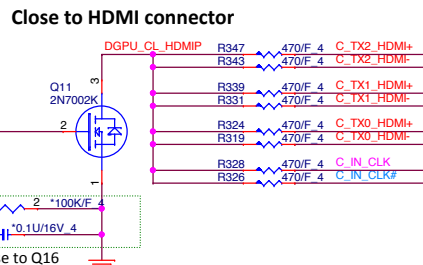 Close to HDMI connector
DGPU_CL_HDMIP
R347 470/F_4 C_TX2_HDMI+
R343 470/F_4 C_TX2_HDMI-
Q11
2N7002K
3
R339 470/F_4 C_TX1_HDMI+
R331 470/F_4 C_TX1_HDMI-
2
R324 470/F_4 C_TX0_HDMI+
R319 470/F_4 C_TX0_HDMI-
R328 470/F_4 C_IN_CLK
R326 470/F_4 C_IN_CLK#
1
2 *100K/F_4
*0.1U/16V_4
se to Q16